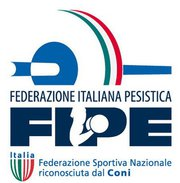 FEDERAZIONE ITALIANA PESISTICA
FIPE
Italia
Federazione Sportiva Nazionale
riconosciuta dal Coni